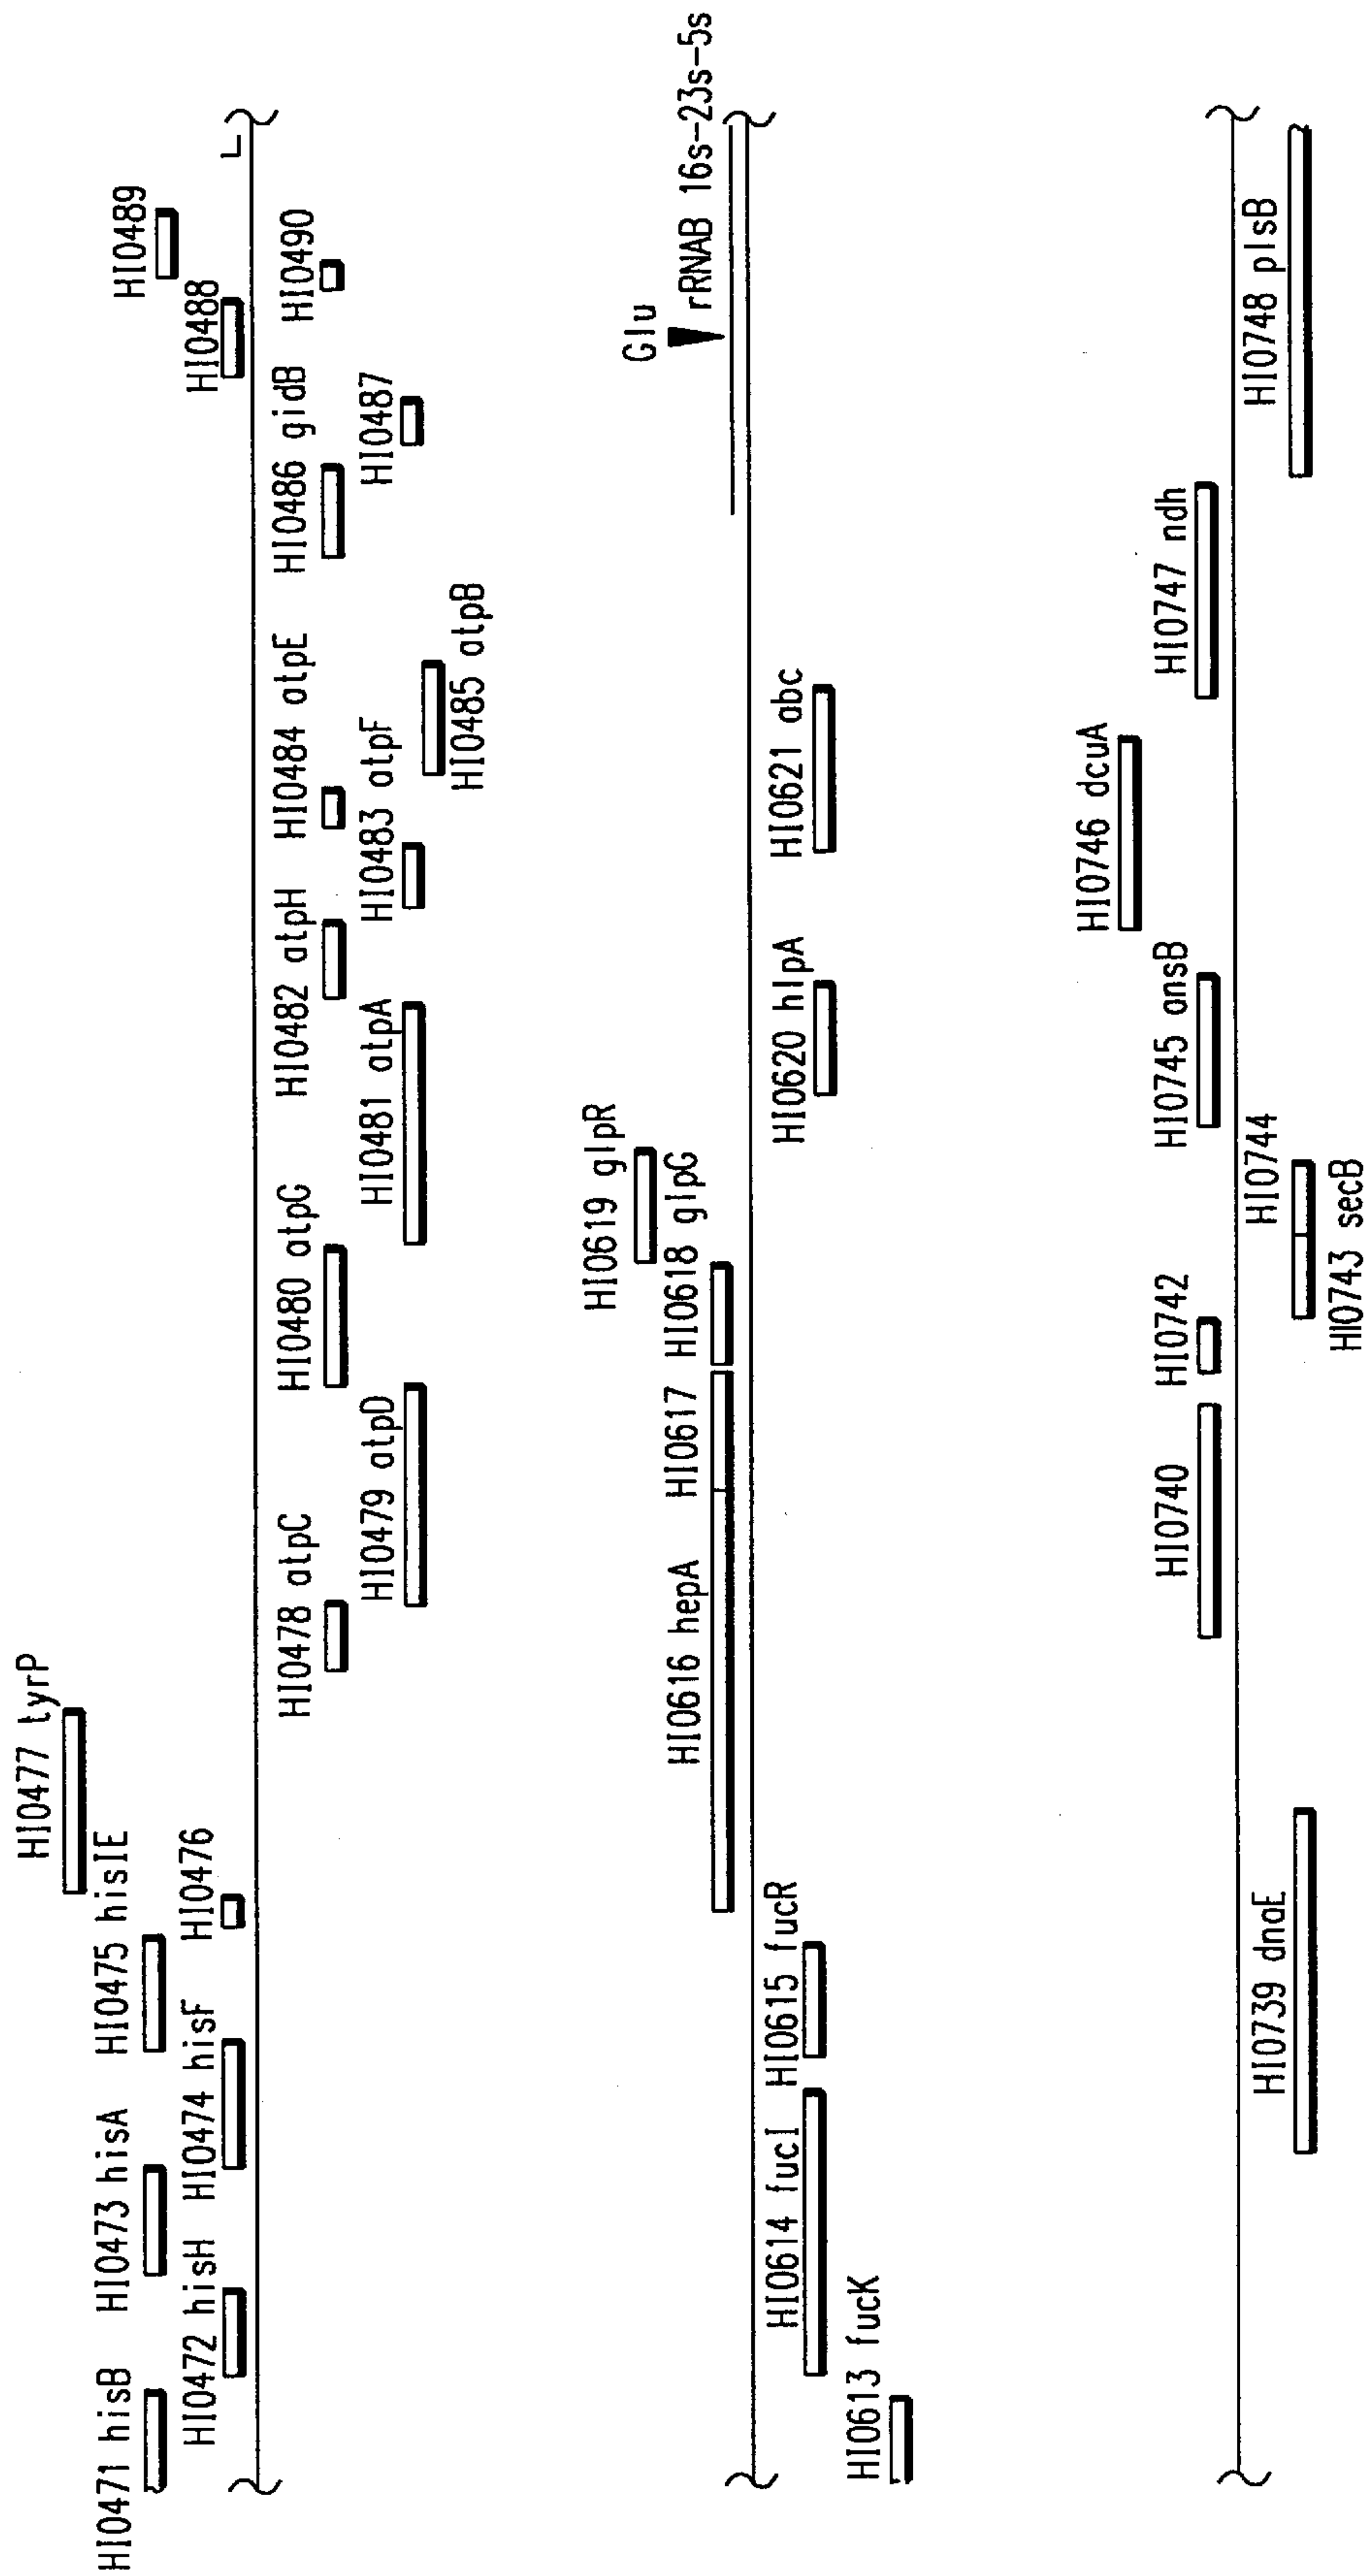 HI0471 hisB
HI0472 hisH
HI0473 hisA
HI0474 hisF
HI0475 hisIE
HI0476
HI0477 tyrP
HI0478 atpC
HI0479 atpD
HI0480 atpG
HI0481 atpA
HI0482 atpH
HI0483 atpF
HI0484 atpE
HI0485 atpB
HI0486 gidB
HI0487
HI0488
HI0489
HI0490
L
HI0613 fucK
HI0614 fucI
HI0615 fucR
HI0616 hepA
HI0617
HI0618 glpG
HI0619 glpR
HI0620 hlpA
HI0621 abc
Glu
rRNAB 16s-23s-5s
HI0739 dnaE
HI0740
HI0742
HI0743 secB
HI0744
HI0745 ansB
HI0746 dcuA
HI0747 ndh
HI0748 plsB